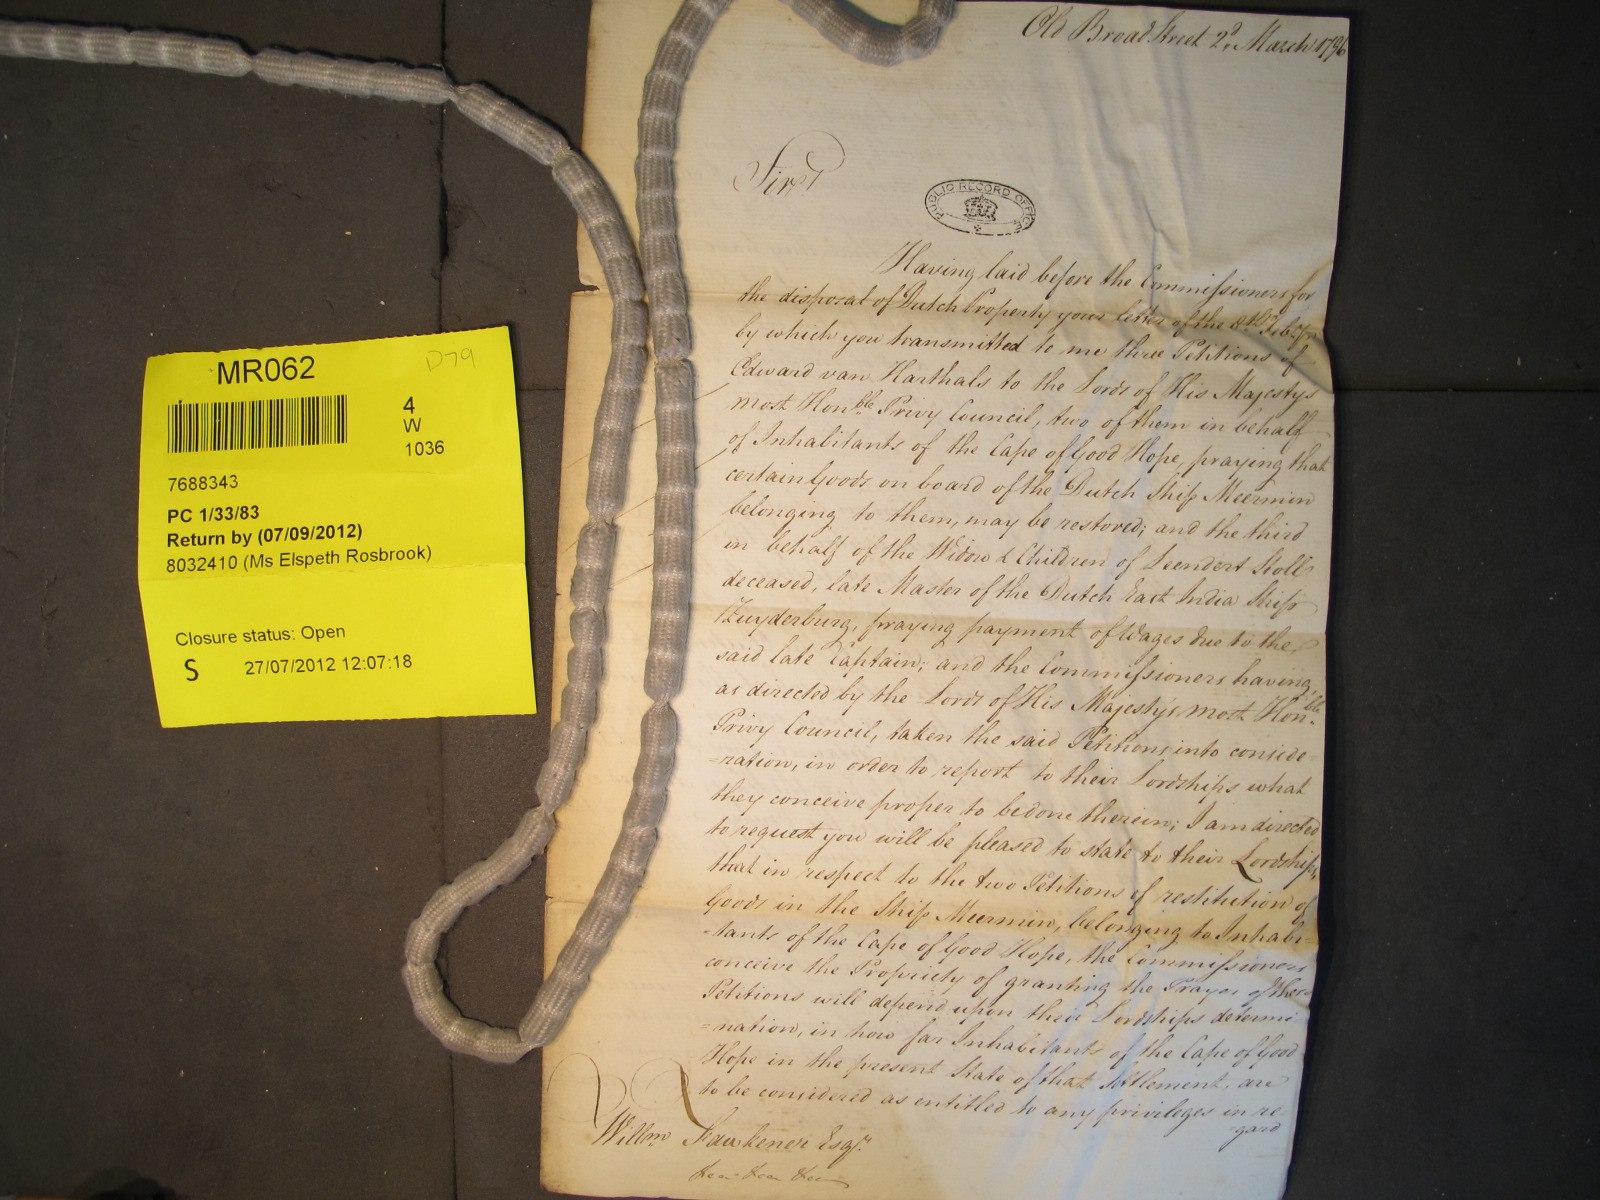 Old Broad Street 2d. March 1796
Sir
PUBLIC RECORD OFFICE
Having laid before the Commissioners for
the disposal of Dutch Property your letter of the
by which you transmitted to me three Petitions of
Edward van Harthals to the Lords of His Majestys
most Honble Privy Council, two of them in behalf
of Inhabitants of the Cape of Good Hope, praying that
certain Goods on board of the Dutch Ship Meermin
belonging to them, may be restored; and the third
in behalf of the Widow & Children of Leendert Stolls
deceased, late Master of the Dutch East India Ship
Zuyderburg, praying payment of Wages due to the
said late Captain; and the Commissioners having,
as directed by the Lords of His Majestys most Honble
Privy Council, taken the said Petitions into conside-
-ration, in order to report to their Lordships what
they conceive proper to be done therein; I am directed
to request you will be pleased to state to their Lordships,
that in respect to the two Petitions of restitution of
Goods in the Ship Meermin, belonging to Inhabi-
-tants of the Cape of Good Hope, the Commissioners
conceive the Propriety of granting the Prayer of these
Petitions will depend upon their Lordships determi-
-nation, in how far Inhabitants of the Cape of Good
Hope in the present State of that Settlement are
to be considered as entitled to any privileges in re-
-gard
Willm Fawkener Esqr.
MR062
D79
4
W
1036
7688343
PC 1/33/83
Return by (07/09/2012)
8032410 (Ms Elspeth Rosbrook)
Closure status: Open
S 27/07/2012 12:07:18